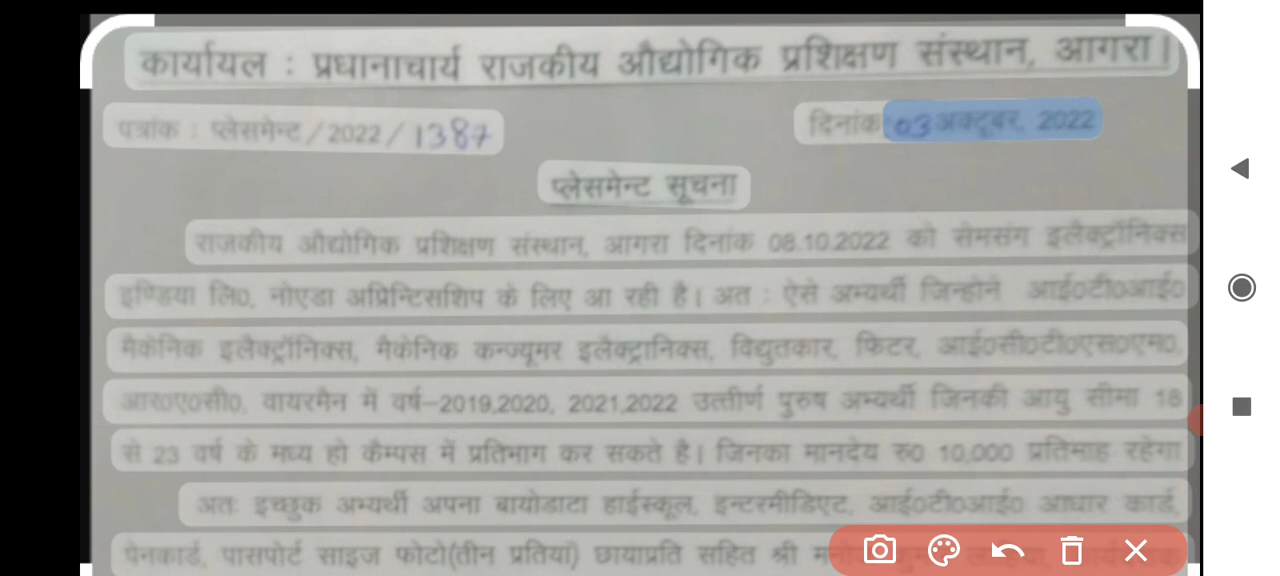 कार्यायल : प्रधानाचार्य राजकीय औद्योगिक प्रशिक्षण संस्थान, आगरा।
पत्रांक : प्लेसमेन्ट / 2022 / 1387
दिनांक 03 अक्टूबर, 2022
प्लेसमेन्ट सूचना
राजकीय औद्योगिक प्रशिक्षण संस्थान, आगरा दिनांक 08.10.2022 को सेमसंग इलैक्ट्रॉनिक्स
इण्डिया लि0, नोएडा अप्रिन्टिसशिप के लिए आ रही है। अत : ऐसे अभ्यर्थी जिन्होने आई0टी0आई0
मैकेनिक इलैक्ट्रॉनिक्स, मैकेनिक कन्ज्यूमर इलैक्ट्रानिक्स, विद्युतकार, फिटर, आई0सी0टी0एस0एम0,
आर0ए0सी0, वायरमैन में वर्ष–2019,2020, 2021,2022 उत्तीर्ण पुरुष अभ्यर्थी जिनकी आयु सीमा 18
से 23 वर्ष के मध्य हो कैम्पस में प्रतिभाग कर सकते है। जिनका मानदेय रु0 10,000 प्रतिमाह रहेगा
अतः इच्छुक अभ्यर्थी अपना बायोडाटा हाईस्कूल, इन्टरमीडिएट, आई0टी0आई0 आधार कार्ड,
पेनकार्ड, पासपोर्ट साइज फोटो(तीन प्रतियां) छायाप्रति सहित श्री